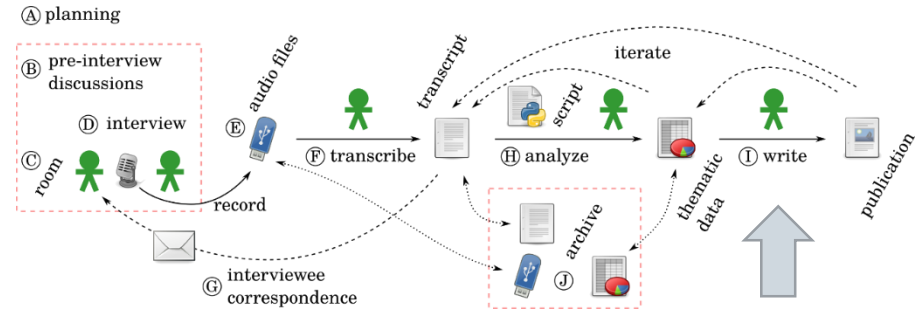 Ⓐ planning
Ⓑ pre-interview
discussions
Ⓓ interview
Ⓒ room
record
Ⓔ audio files
Ⓕ transcribe
Ⓖ interviewee
correspondence
transcript
iterate
script
Ⓗ analyze
archive
Ⓙ
thematic
data
Ⓘ write
publication